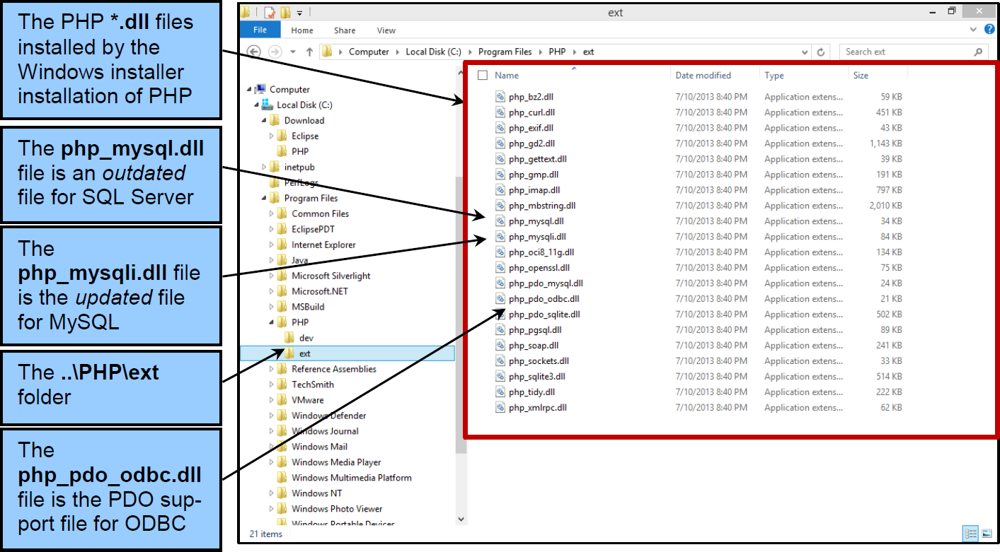 The PHP *.dll files
installed by the
Windows installer
installation of PHP
The php_mysql.dll
file is an outdated
file for SQL Server
The
php_mysqli.dll file
is the updated file
for MySQL
The ..\PHP\ext
folder
The
php_pdo_odbc.dll
file is the PDO sup-
port file for ODBC
ext
File Home Share View
Computer Local Disk (C:) Program Files PHP ext
Search ext
Computer
Local Disk (C:)
Download
Eclipse
PHP
inetpub
PerfLogs
Program Files
Common Files
EclipsePDT
Internet Explorer
Java
Microsoft Silverlight
Microsoft.NET
MSBuild
PHP
dev
ext
Reference Assemblies
TechSmith
VMware
Windows Defender
Windows Journal
Windows Mail
Windows Media Player
Windows Multimedia Platform
Windows NT
Windows Photo Viewer
Windows Portable Devices
Name Date modified Type Size
php_bz2.dll 7/10/2013 8:40 PM Application extens... 59 KB
php_curl.dll 7/10/2013 8:40 PM Application extens... 451 KB
php_exif.dll 7/10/2013 8:40 PM Application extens... 43 KB
php_gd2.dll 7/10/2013 8:40 PM Application extens... 1,143 KB
php_gettext.dll 7/10/2013 8:40 PM Application extens... 39 KB
php_gmp.dll 7/10/2013 8:40 PM Application extens... 191 KB
php_imap.dll 7/10/2013 8:40 PM Application extens... 797 KB
php_mbstring.dll 7/10/2013 8:40 PM Application extens... 2,010 KB
php_mysql.dll 7/10/2013 8:40 PM Application extens... 34 KB
php_mysqli.dll 7/10/2013 8:40 PM Application extens... 84 KB
php_oci8_11g.dll 7/10/2013 8:40 PM Application extens... 134 KB
php_openssl.dll 7/10/2013 8:40 PM Application extens... 75 KB
php_pdo_mysql.dll 7/10/2013 8:40 PM Application extens... 24 KB
php_pdo_odbc.dll 7/10/2013 8:40 PM Application extens... 21 KB
php_pdo_sqlite.dll 7/10/2013 8:40 PM Application extens... 502 KB
php_pgsql.dll 7/10/2013 8:40 PM Application extens... 89 KB
php_soap.dll 7/10/2013 8:40 PM Application extens... 241 KB
php_sockets.dll 7/10/2013 8:40 PM Application extens... 33 KB
php_sqlite3.dll 7/10/2013 8:40 PM Application extens... 514 KB
php_tidy.dll 7/10/2013 8:40 PM Application extens... 222 KB
php_xmlrpc.dll 7/10/2013 8:40 PM Application extens... 62 KB
21 items